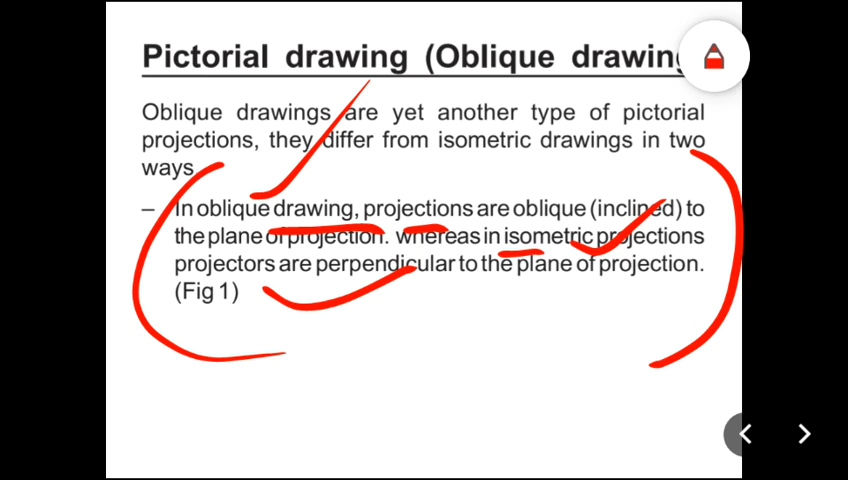 Pictorial drawing (Oblique drawing
Oblique drawings are yet another type of pictorial
projections, they differ from isometric drawings in two
ways
– In oblique drawing, projections are oblique (inclined) to
the plane of projection. whereas in isometric projections
projectors are perpendicular to the plane of projection.
(Fig 1)